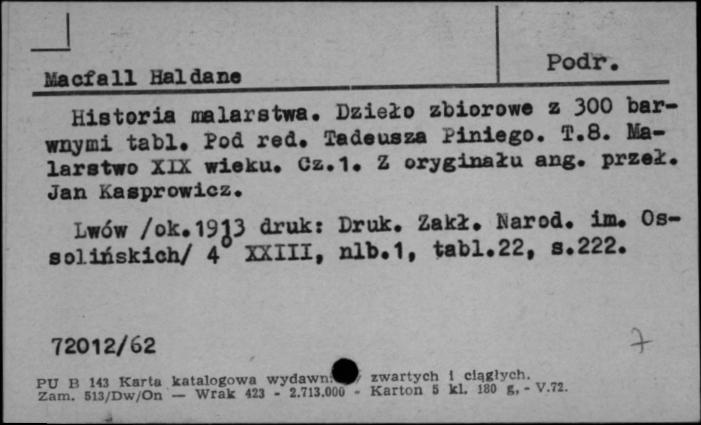 Podr.
Macfall Haldane
Historia malarstwa. Dzieło zbiorowe z 300 bar-
wnymi tabl. Pod red. Tadeusza Piniego. T.8. Ma-
larstwo XIX wieku. Cz.1. Z oryginału ang. przeł.
Jan Kasprowicz.
Lwów /ok.1913 druk: Druk. Zakł. Narod. im. Os-
solińskich/ 4° XXIII, nlb.1, tabl.22, s.222.
72012/62
PU B 143 Karta katalogowa zwartych i ciągłych.
Zam. 513/Dw/On — Wrak 423 - 2.713.000 - Karton 5 kl. 180 g. - V.72.